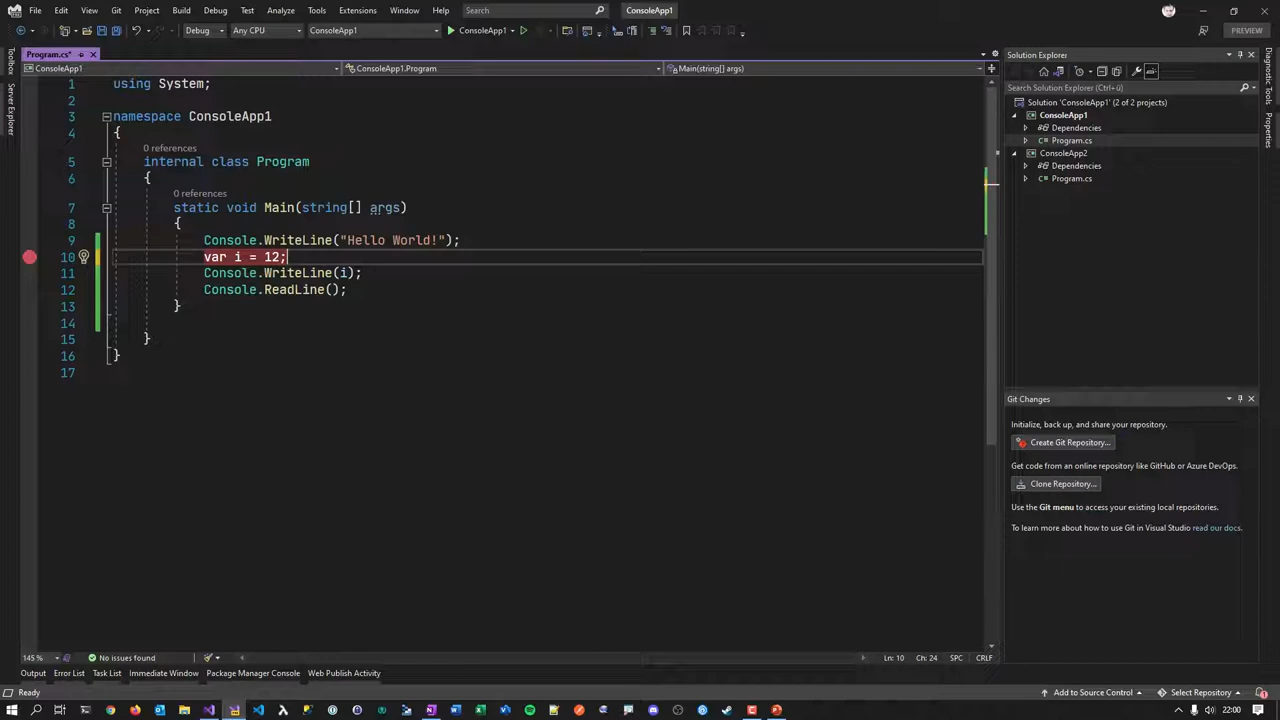 File Edit View Git Project Build Debug Test Analyze Tools Extensions Window Help Search ConsoleApp1
Debug Any CPU ConsoleApp1 ConsoleApp1 PREVIEW
Program.cs*
ConsoleApp1 ConsoleApp1.Program Main(string[] args)
Toolbox
Server Explorer
1 using System;
2
3 namespace ConsoleApp1
4 {
0 references
5 internal class Program
6 {
0 references
7 static void Main(string[] args)
8 {
9 Console.WriteLine("Hello World!");
10 var i = 12;
11 Console.WriteLine(i);
12 Console.ReadLine();
13 }
14
15 }
16 }
17
145 % No issues found Ln: 10 Ch: 24 SPC CRLF
Output Error List Task List Immediate Window Package Manager Console Web Publish Activity
Solution Explorer
Search Solution Explorer (Ctrl+ü)
Solution 'ConsoleApp1' (2 of 2 projects)
ConsoleApp1
Dependencies
C# Program.cs
ConsoleApp2
Dependencies
C# Program.cs
Git Changes
Initialize, back up, and share your repository.
Create Git Repository...
Get code from an online repository like GitHub or Azure DevOps.
Clone Repository...
Use the Git menu to access your existing local repositories.
To learn more about how to use Git in Visual Studio read our docs.
Diagnostic Tools
Properties
Ready Add to Source Control Select Repository
22:00